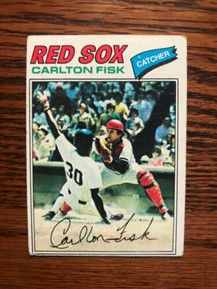 RED SOX
CARLTON FISK
CATCHER
30
Carlton Fisk